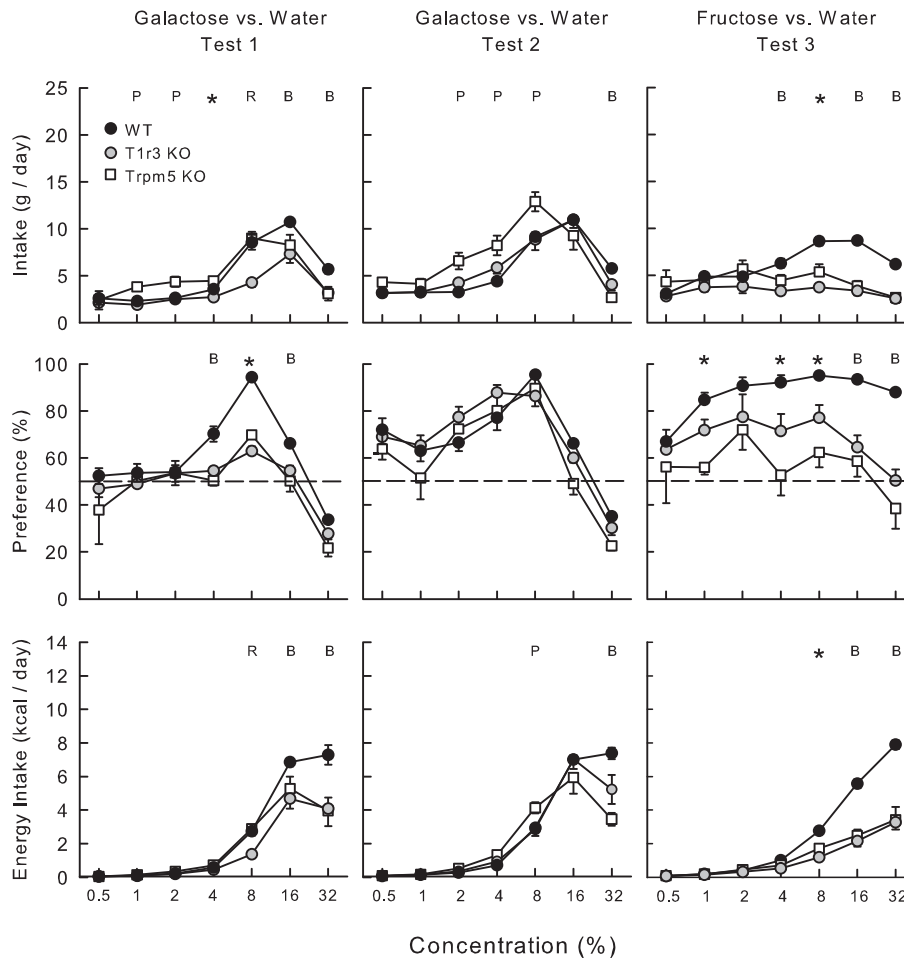 Galactose vs. Water
Test 1
Galactose vs. Water
Test 2
Fructose vs. Water
Test 3
Intake (g / day)
25
20
15
10
5
0
P P * R B B
WT
T1r3 KO
Trpm5 KO
P P P B
B * B B
Preference (%)
100
80
60
40
20
0
B * B
* * * B B
Energy Intake (kcal / day)
14
12
10
8
6
4
2
0
R B B
P B
* B B
0.5 1 2 4 8 16 32
0.5 1 2 4 8 16 32
0.5 1 2 4 8 16 32
Concentration (%)